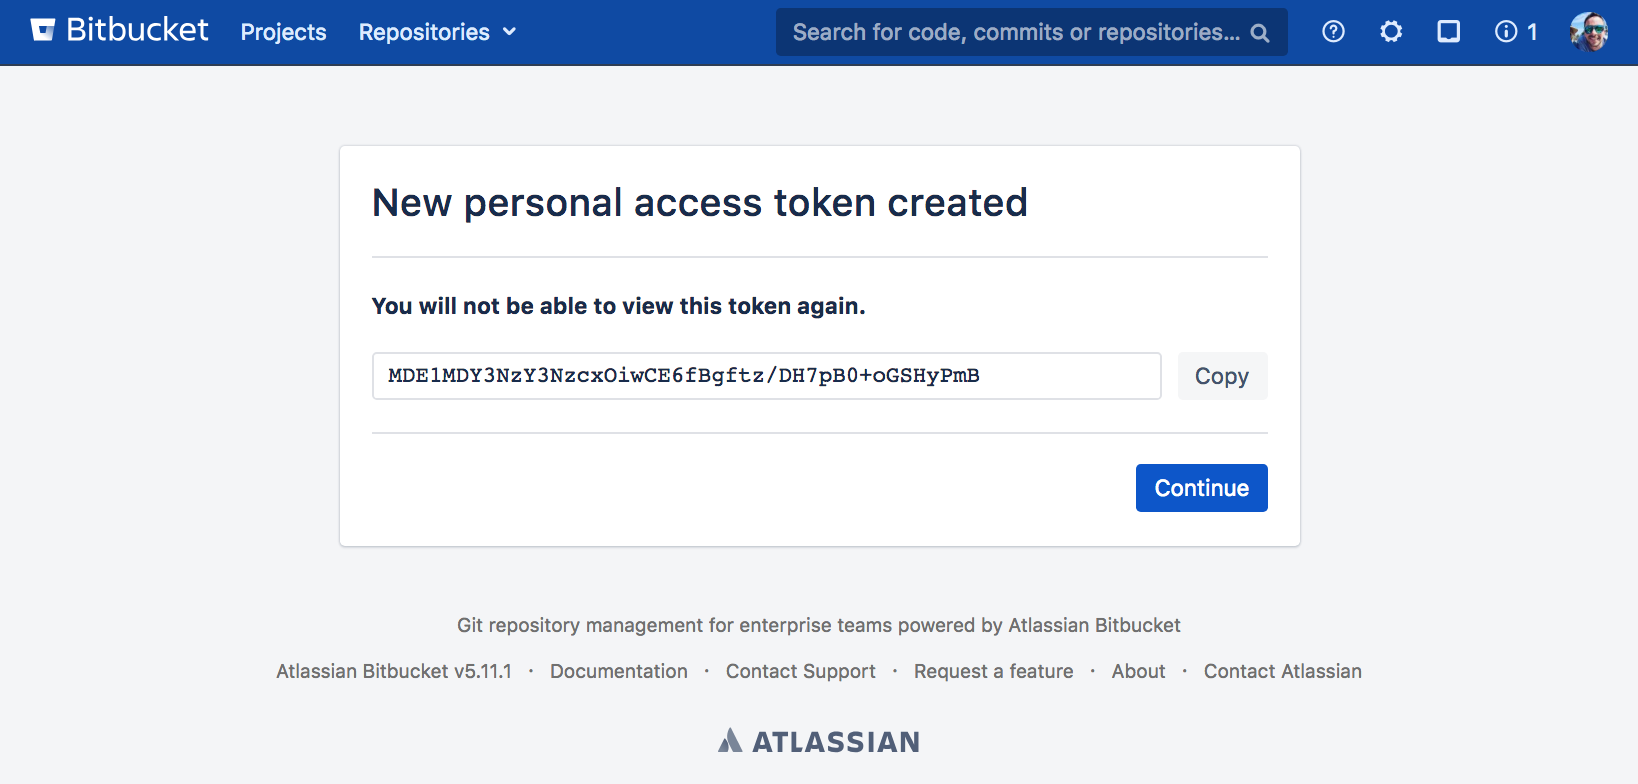 Bitbucket Projects Repositories Search for code, commits or repositories... 1
New personal access token created
You will not be able to view this token again.
MDE1MDY3NzY3NzcxOiwCE6fBgftz/DH7pB0+oGSHyPmB Copy
Continue
Git repository management for enterprise teams powered by Atlassian Bitbucket
Atlassian Bitbucket v5.11.1 · Documentation · Contact Support · Request a feature · About · Contact Atlassian
ATLASSIAN